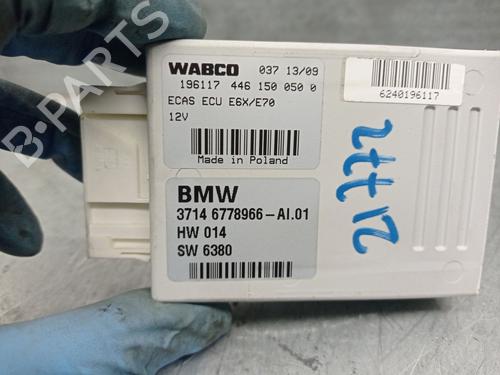 WABCO 037 13/09
196117 446 150 050 0
ECAS ECU E6X/E70
12V
Made in Poland
6240196117
BMW
3714 6778966-AI.01
HW 014
SW 6380
B-PARTS